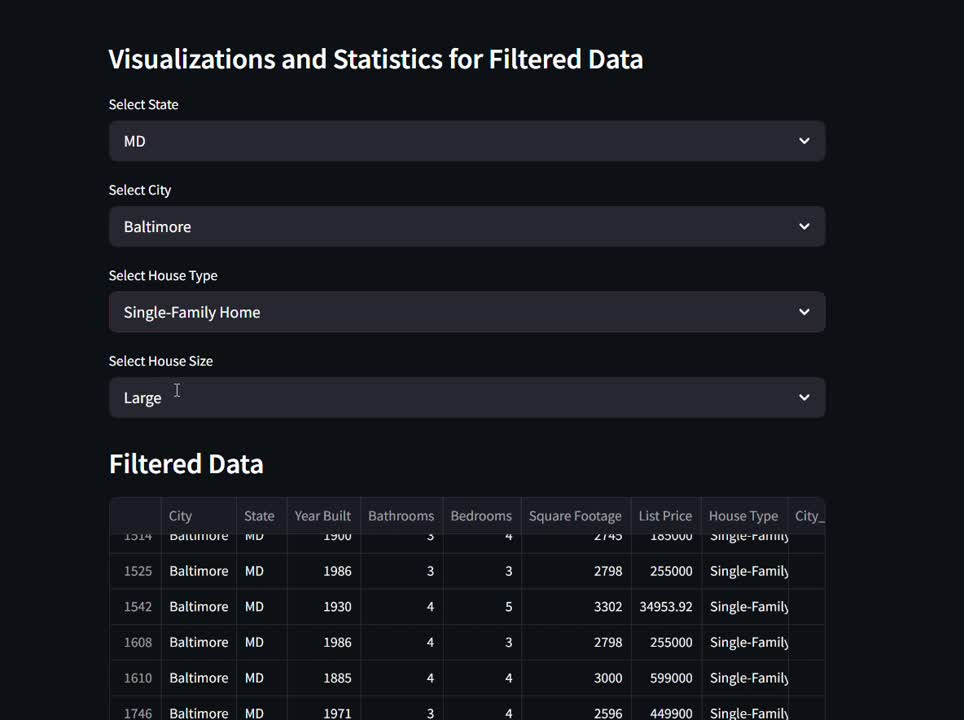 Visualizations and Statistics for Filtered Data
Select State
MD
Select City
Baltimore
Select House Type
Single-Family Home
Select House Size
Large
Filtered Data
City State Year Built Bathrooms Bedrooms Square Footage List Price House Type City_
1514 Baltimore MD 1900 3 4 2745 185000 Single-Family
1525 Baltimore MD 1986 3 3 2798 255000 Single-Family
1542 Baltimore MD 1930 4 5 3302 34953.92 Single-Family
1608 Baltimore MD 1986 4 3 2798 255000 Single-Family
1610 Baltimore MD 1885 4 4 3000 599000 Single-Family
1746 Baltimore MD 1971 3 4 2596 449900 Single-Family